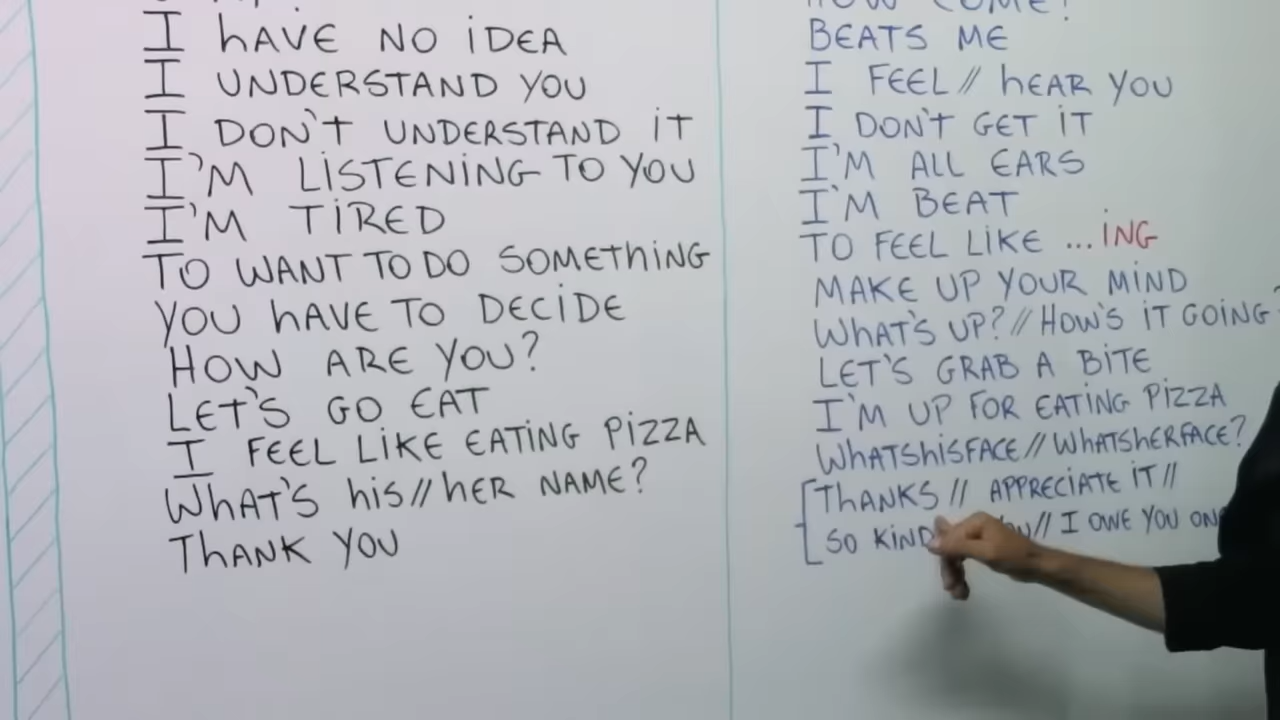 I hAVE NO iDEA
I UNDERSTAND YOU
I DON'T UNDERSTAND iT
I'M LiSTENiNG TO YOU
I'M TiRED
TO WANT TO DO SOMEThiNG
YOU hAVE TO DECiDE
HOW ARE YOU?
LET'S GO EAT
I FEEL LiKE EATiNG PiZZA
WhAT'S his//hER NAME?
ThANK YOU
HOW COME?
BEATS ME
I FEEL// hEAR YOU
I DON'T GET iT
I'M ALL EARS
I'M BEAT
TO FEEL LiKE ...iNG
MAKE UP YOUR MiND
WhAT'S UP?//HOW'S iT GOiNG?
LET'S GRAB A BiTE
I'M UP FOR EATiNG PiZZA
WhATShiSFACE//WhATShERFACE?
ThANKS// APPRECiATE iT//
SO KiND //I OWE YOU